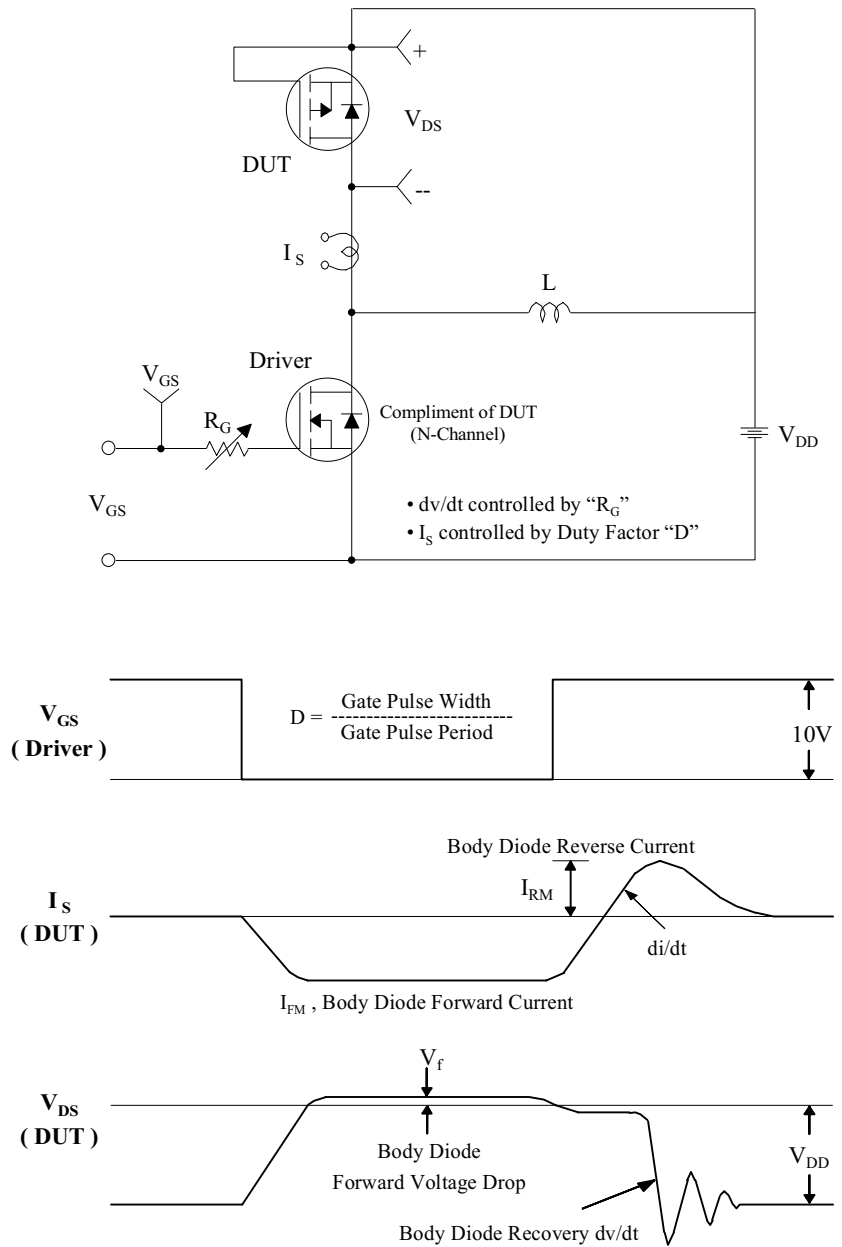 +
V_DS
DUT
--
I_S
L
Driver
V_GS
R_G
Compliment of DUT
(N-Channel)
V_DD
V_GS
• dv/dt controlled by “R_G”
• I_S controlled by Duty Factor “D”
V_GS
( Driver )
D = Gate Pulse Width
--------------------------
Gate Pulse Period
10V
Body Diode Reverse Current
I_S
( DUT )
I_RM
di/dt
I_FM , Body Diode Forward Current
V_f
V_DS
( DUT )
Body Diode
Forward Voltage Drop
V_DD
Body Diode Recovery dv/dt